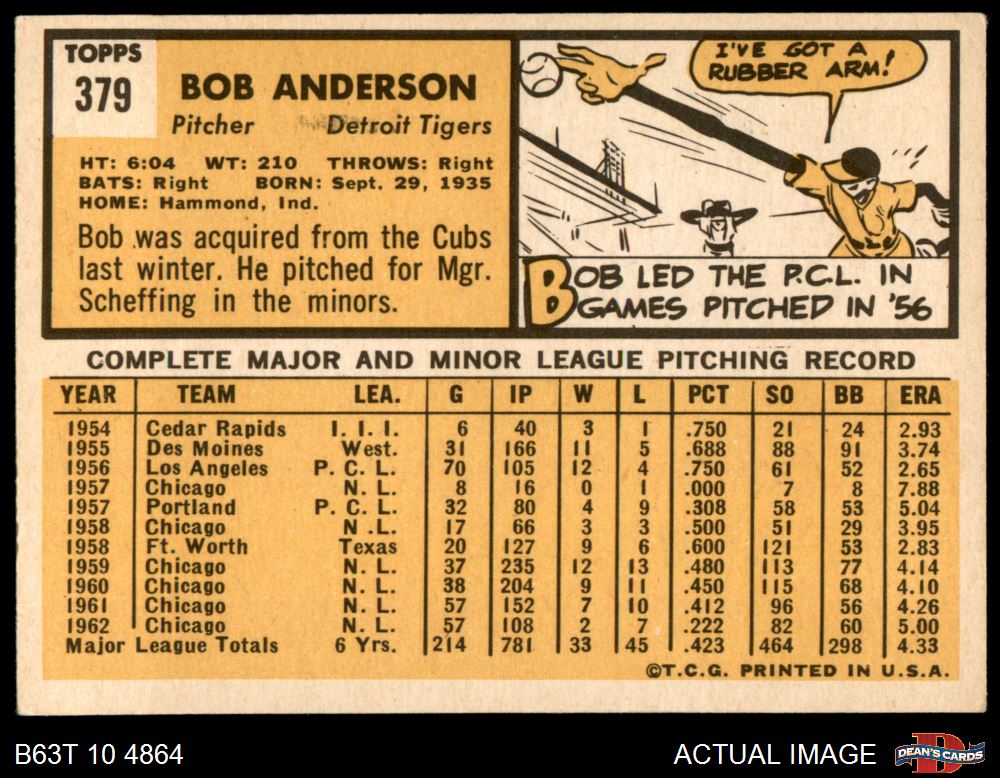 TOPPS
379
BOB ANDERSON
Pitcher Detroit Tigers
HT: 6:04 WT: 210 THROWS: Right
BATS: Right BORN: Sept. 29, 1935
HOME: Hammond, Ind.
Bob was acquired from the Cubs
last winter. He pitched for Mgr.
Scheffing in the minors.
I'VE GOT A
RUBBER ARM!
BOB LED THE P.C.L. IN
GAMES PITCHED IN '56
COMPLETE MAJOR AND MINOR LEAGUE PITCHING RECORD
YEAR TEAM LEA. G IP W L PCT SO BB ERA
1954 Cedar Rapids I. I. I. 6 40 3 1 .750 21 24 2.93
1955 Des Moines West. 31 166 11 5 .688 88 91 3.74
1956 Los Angeles P. C. L. 70 105 12 4 .750 61 52 2.65
1957 Chicago N. L. 8 16 0 1 .000 7 8 7.88
1957 Portland P. C. L. 32 80 4 9 .308 58 53 5.04
1958 Chicago N .L. 17 66 3 3 .500 51 29 3.95
1958 Ft. Worth Texas 20 127 9 6 .600 121 53 2.83
1959 Chicago N. L. 37 235 12 13 .480 113 77 4.14
1960 Chicago N. L. 38 204 9 11 .450 115 68 4.10
1961 Chicago N. L. 57 152 7 10 .412 96 56 4.26
1962 Chicago N. L. 57 108 2 7 .222 82 60 5.00
Major League Totals 6 Yrs. 214 781 33 45 .423 464 298 4.33
©T.C.G. PRINTED IN U.S.A.
B63T 10 4864
ACTUAL IMAGE
DEAN'S CARDS